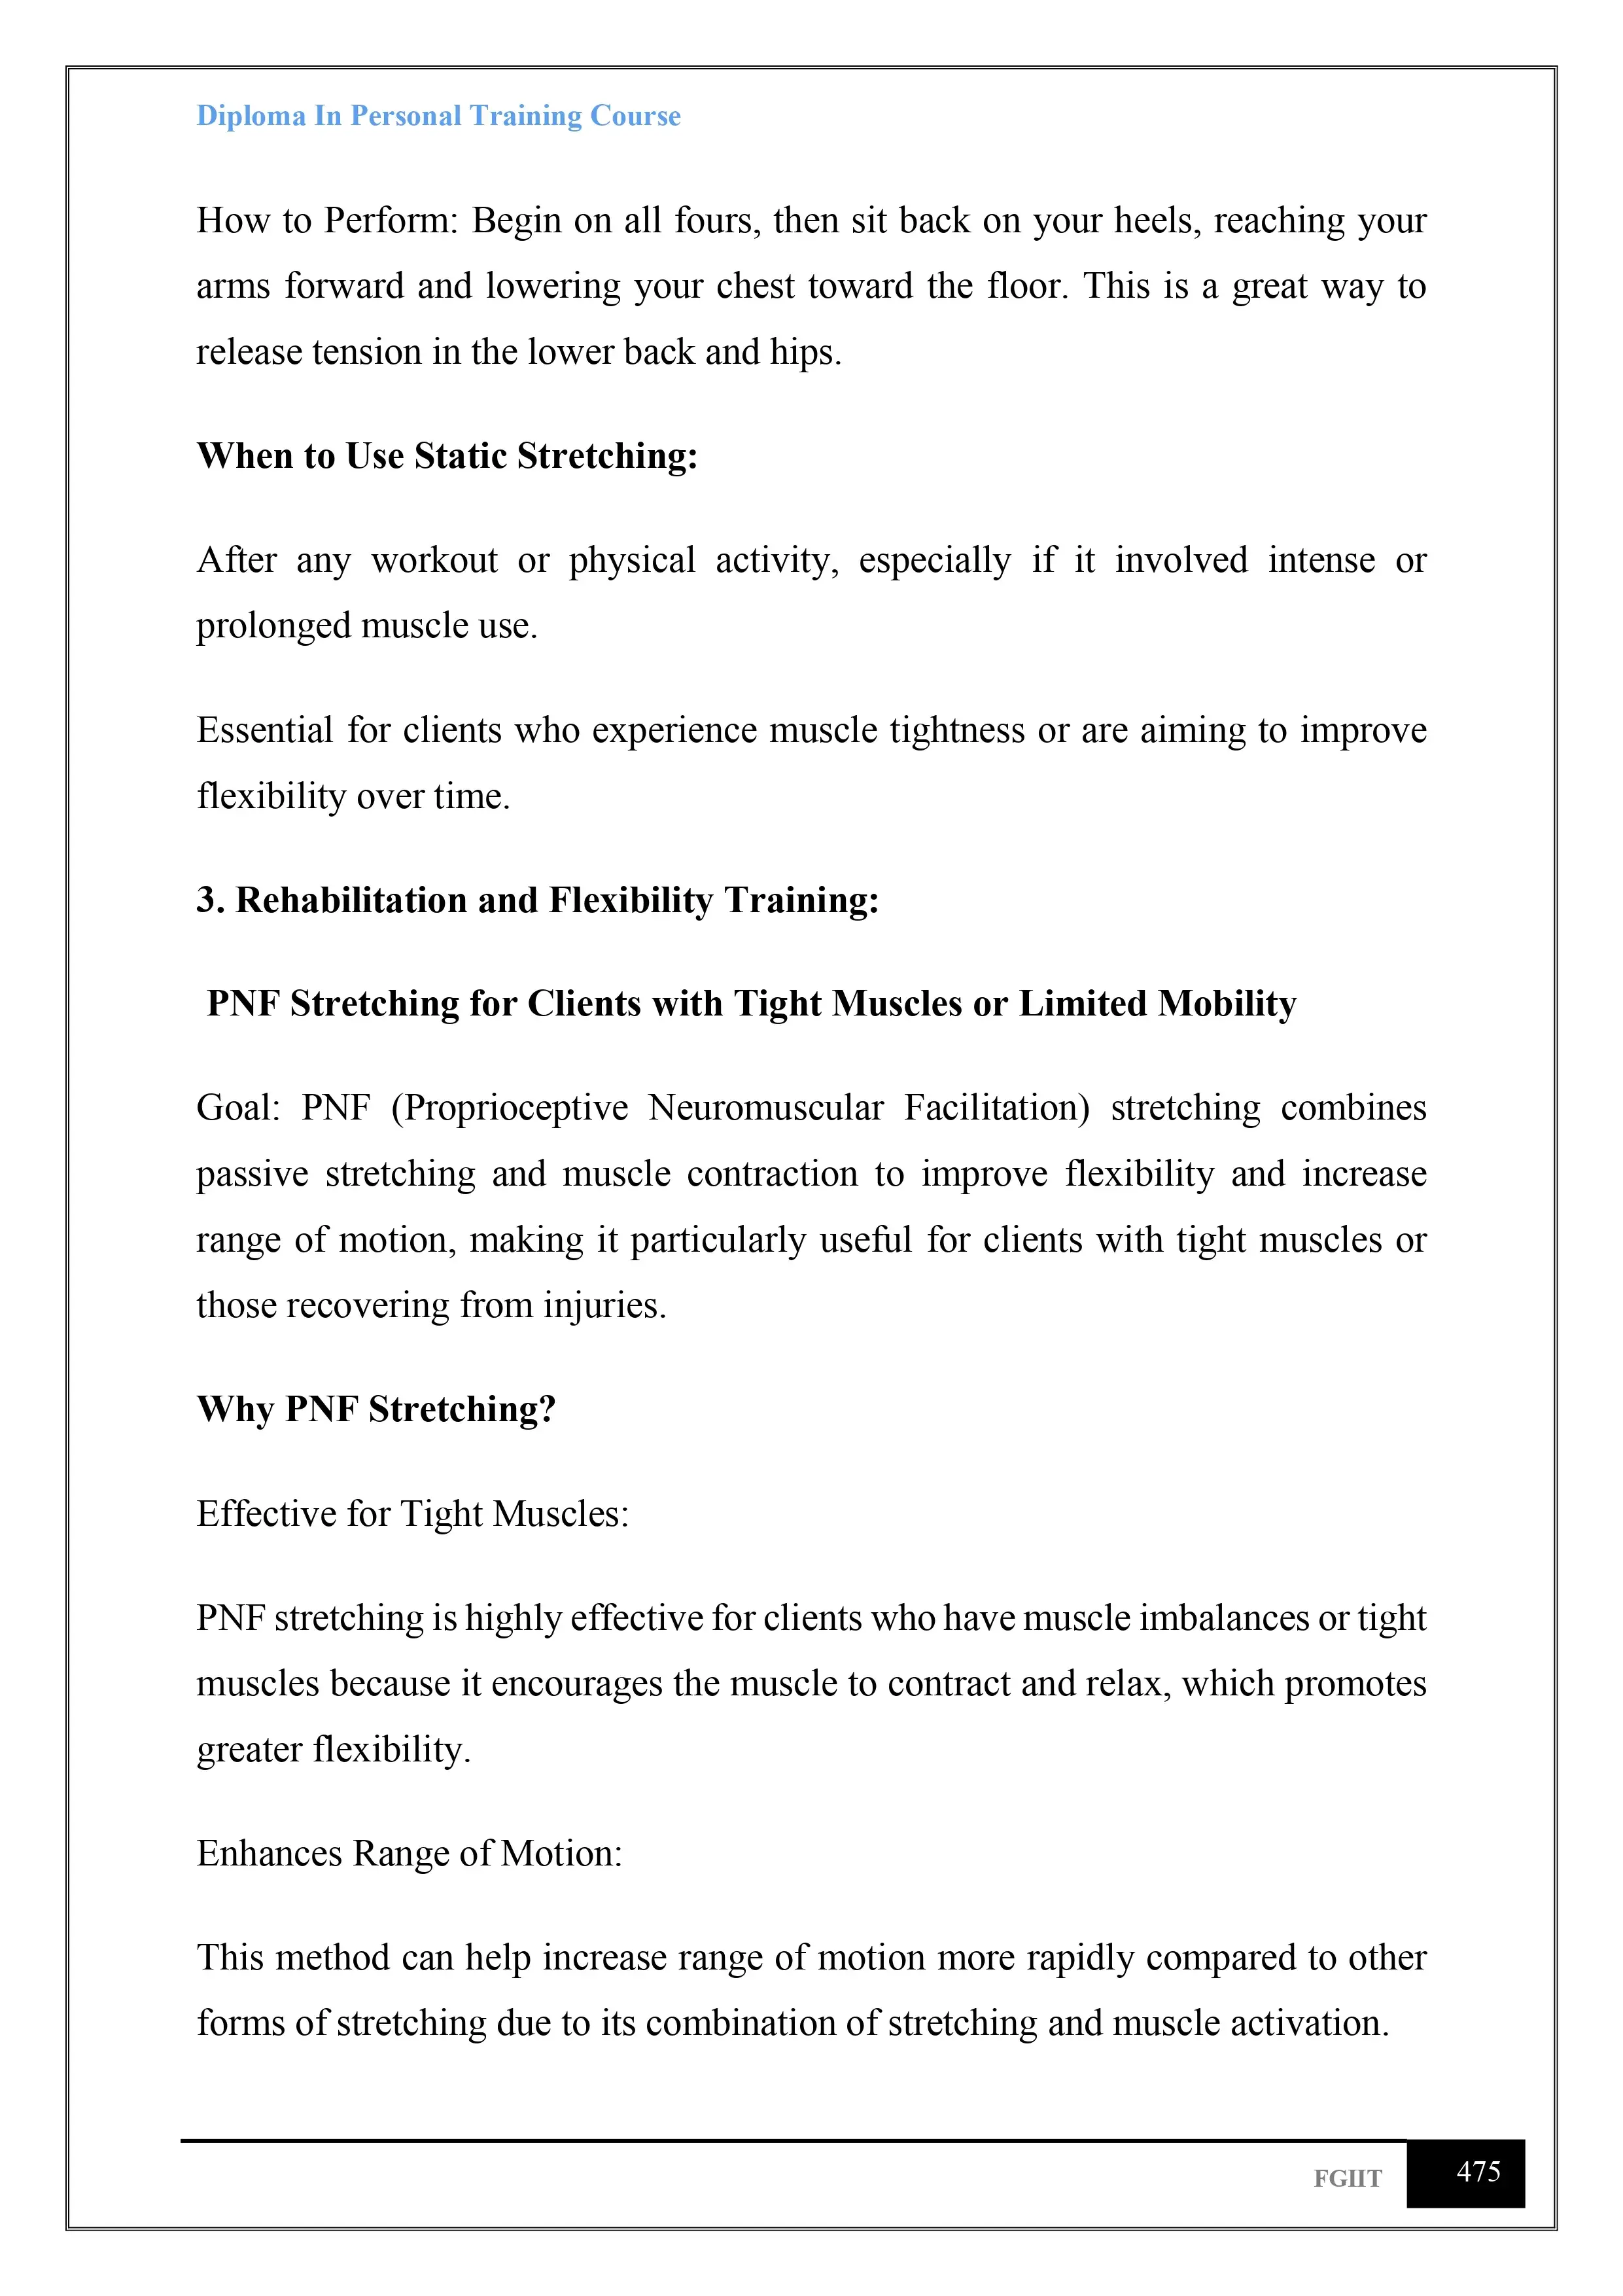 Diploma In Personal Training Course
How to Perform: Begin on all fours, then sit back on your heels, reaching your
arms forward and lowering your chest toward the floor. This is a great way to
release tension in the lower back and hips.
When to Use Static Stretching:
After any workout or physical activity, especially if it involved intense or
prolonged muscle use.
Essential for clients who experience muscle tightness or are aiming to improve
flexibility over time.
3. Rehabilitation and Flexibility Training:
PNF Stretching for Clients with Tight Muscles or Limited Mobility
Goal: PNF (Proprioceptive Neuromuscular Facilitation) stretching combines
passive stretching and muscle contraction to improve flexibility and increase
range of motion, making it particularly useful for clients with tight muscles or
those recovering from injuries.
Why PNF Stretching?
Effective for Tight Muscles:
PNF stretching is highly effective for clients who have muscle imbalances or tight
muscles because it encourages the muscle to contract and relax, which promotes
greater flexibility.
Enhances Range of Motion:
This method can help increase range of motion more rapidly compared to other
forms of stretching due to its combination of stretching and muscle activation.
FGIIT 475